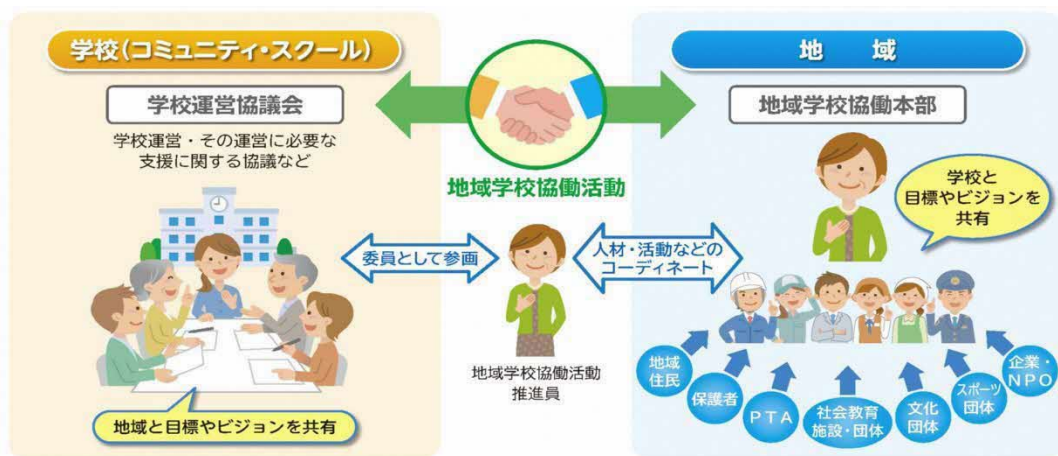 学校(コミュニティ・スクール)
学校運営協議会
学校運営・その運営に必要な
支援に関する協議など
地域と目標やビジョンを共有
地域学校協働活動
委員として参画
人材・活動などの
コーディネート
地域学校協働活動
推進員
地 域
地域学校協働本部
学校と
目標やビジョンを
共有
地域
住民
保護者
PTA
社会教育
施設・団体
文化
団体
スポーツ
団体
企業・
NPO